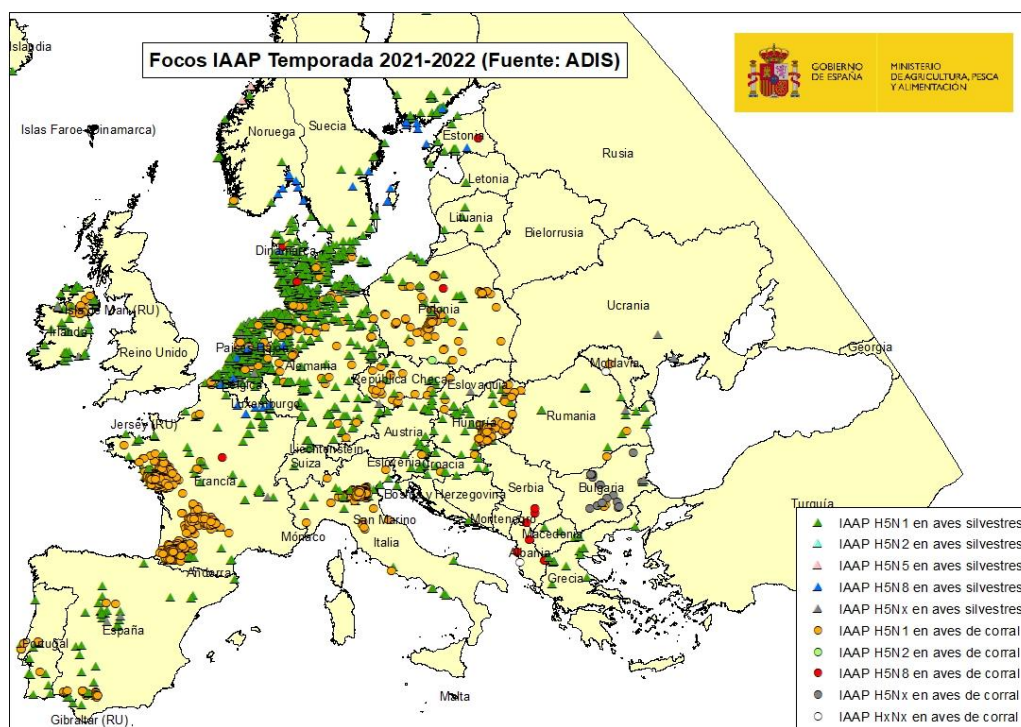 Focos IAAP Temporada 2021-2022 (Fuente: ADIS)
GOBIERNO
DE ESPAÑA
MINISTERIO
DE AGRICULTURA, PESCA
Y ALIMENTACIÓN
Islandia
Islas Faroe (Dinamarca)
Noruega
Suecia
Estonia
Rusia
Letonia
Lituania
Dinamarca
Bielorrusia
Isla de Man (RU)
Irlanda
Reino Unido
Polonia
Ucrania
Georgia
Alemania
Bélgica
República Checa
Eslovaquia
Moldavia
Luxemburgo
Jersey (RU)
Hungría
Rumania
Austria
Liechtenstein
Suiza
Francia
Eslovenia
Croacia
Bosnia y Herzegovina
Serbia
Bulgaria
Turquía
San Marino
Montenegro
Mónaco
Italia
Macedonia
Albania
Andorra
Grecia
España
Portugal
Malta
Gibraltar (RU)
IAAP H5N1 en aves silvestres
IAAP H5N2 en aves silvestres
IAAP H5N5 en aves silvestres
IAAP H5N8 en aves silvestres
IAAP H5Nx en aves silvestres
IAAP H5N1 en aves de corral
IAAP H5N2 en aves de corral
IAAP H5N8 en aves de corral
IAAP H5Nx en aves de corral
IAAP HxNx en aves de corral